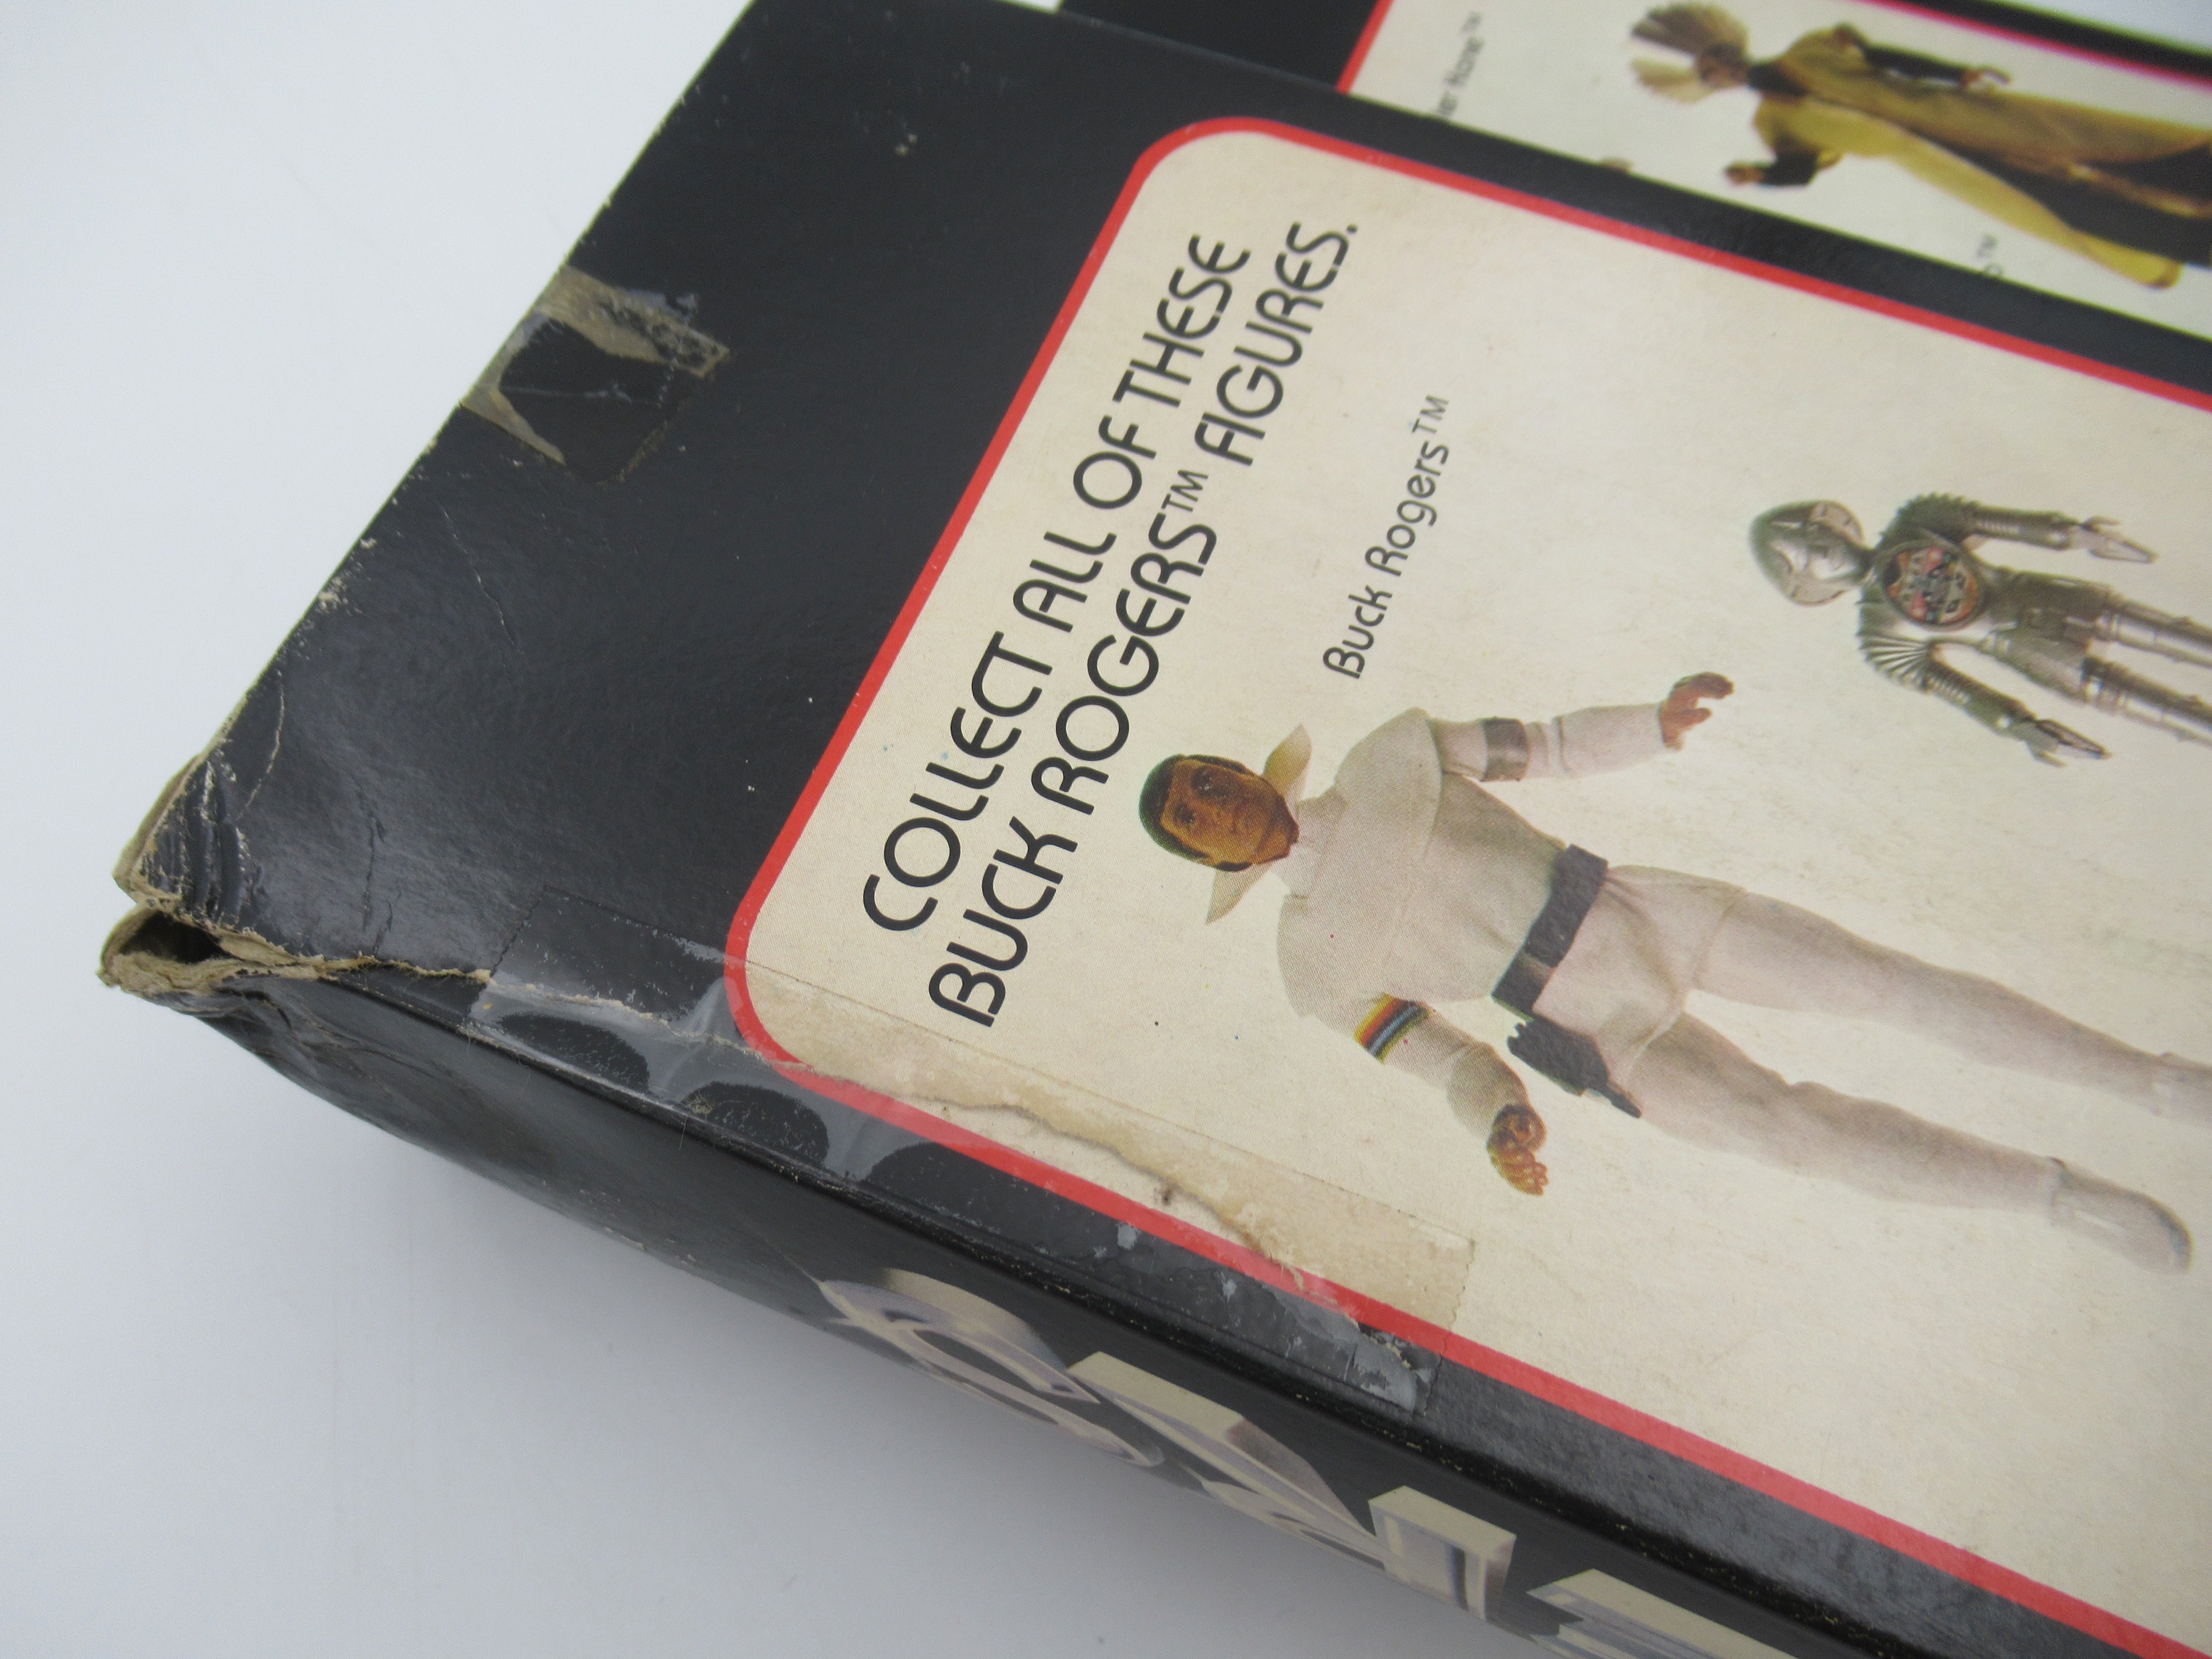 COLLECT ALL OF THESE
BUCK ROGERS™ FIGURES.
Buck Rogers™